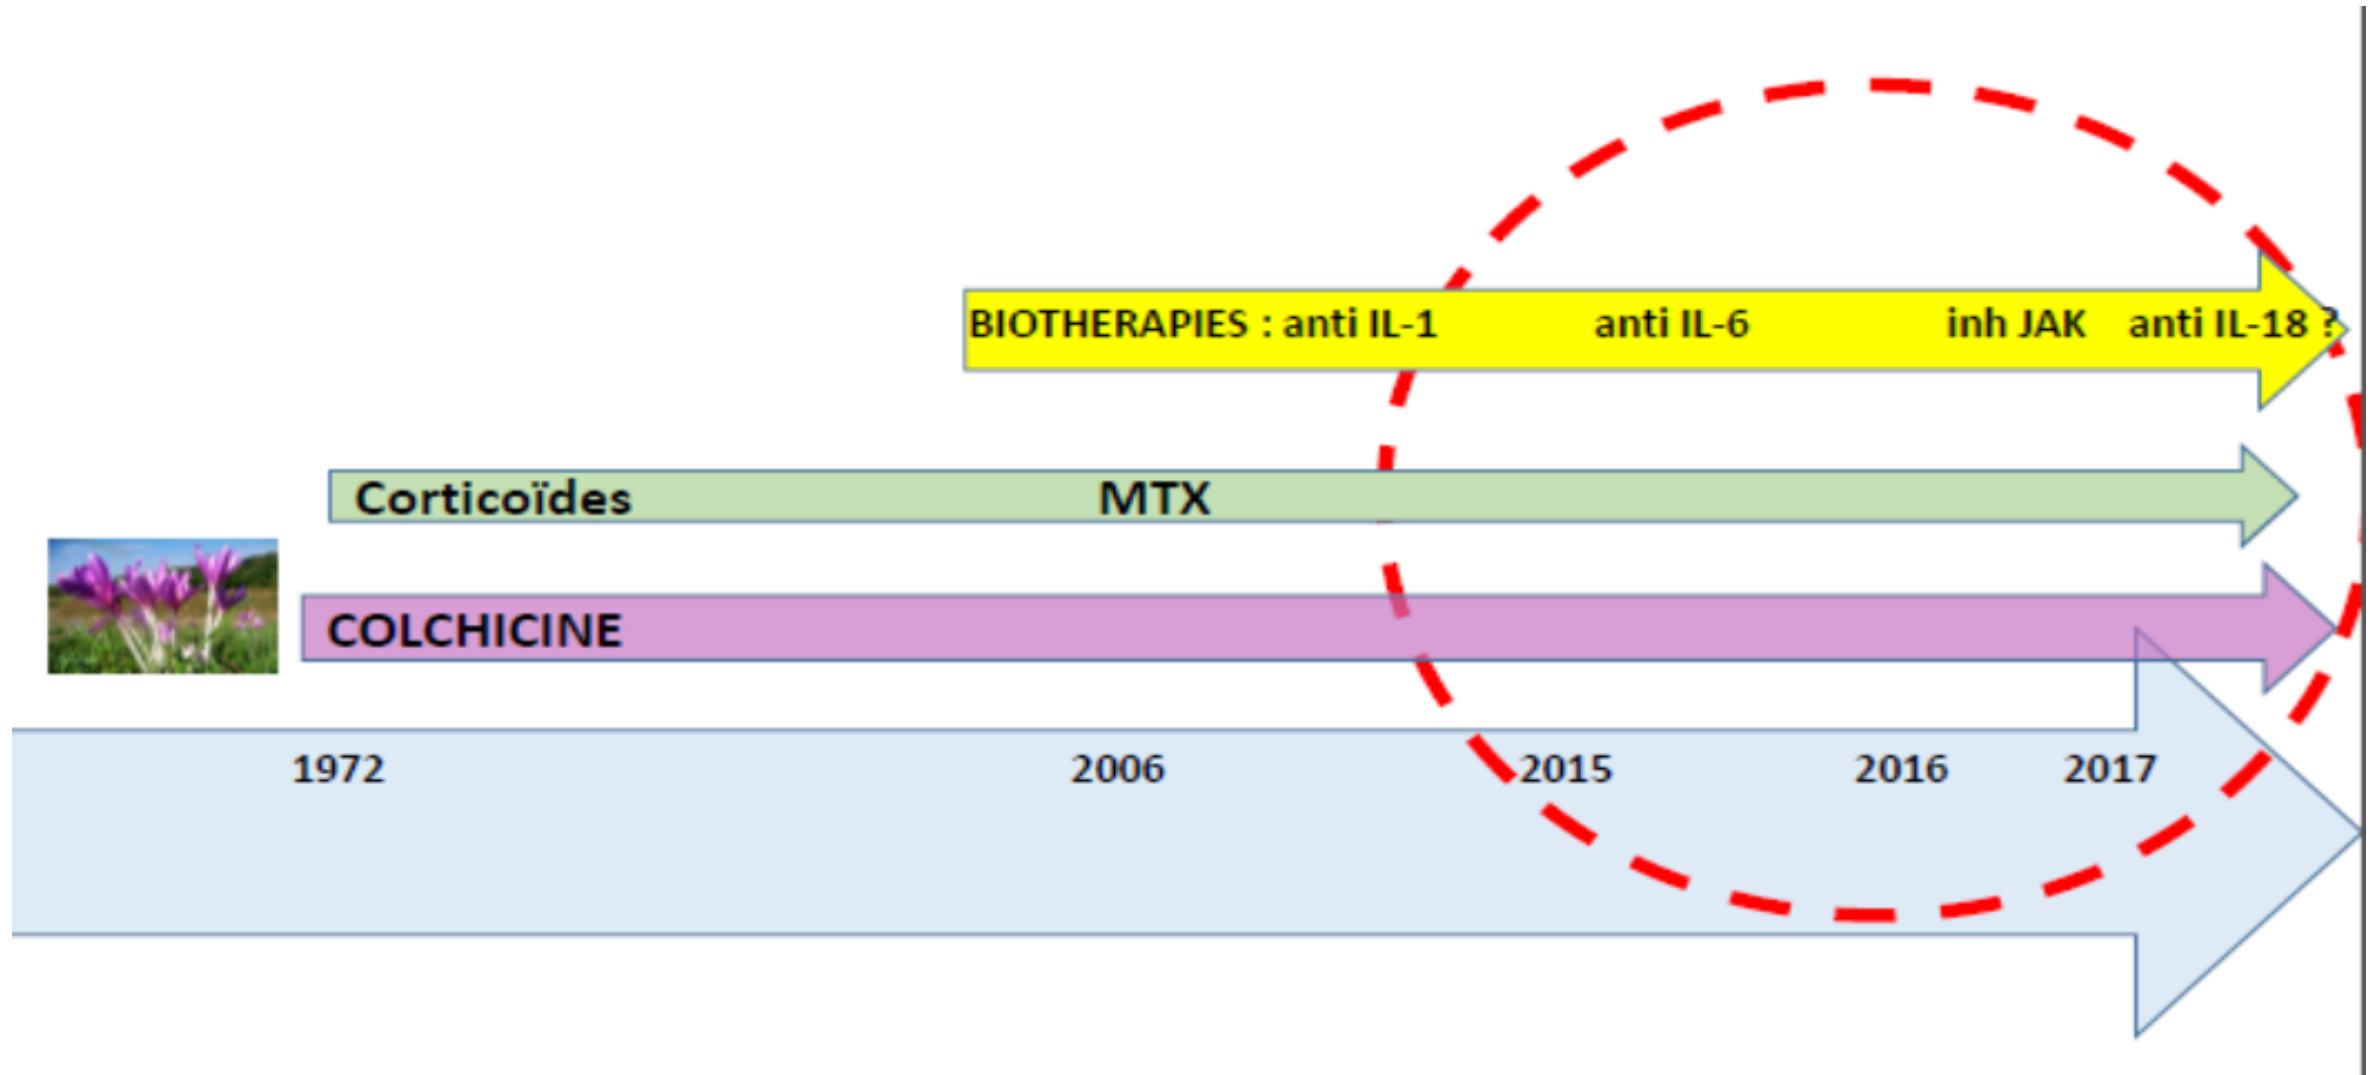 BIOTHERAPIES : anti IL-1 anti IL-6 inh JAK anti IL-18 ?
Corticoïdes MTX
COLCHICINE
1972 2006 2015 2016 2017